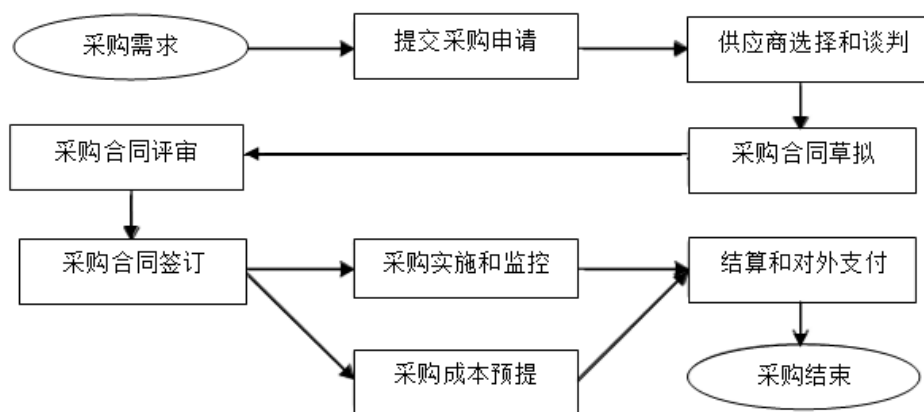 采购需求
提交采购申请
供应商选择和谈判
采购合同草拟
采购合同评审
采购合同签订
采购实施和监控
结算和对外支付
采购成本预提
采购结束